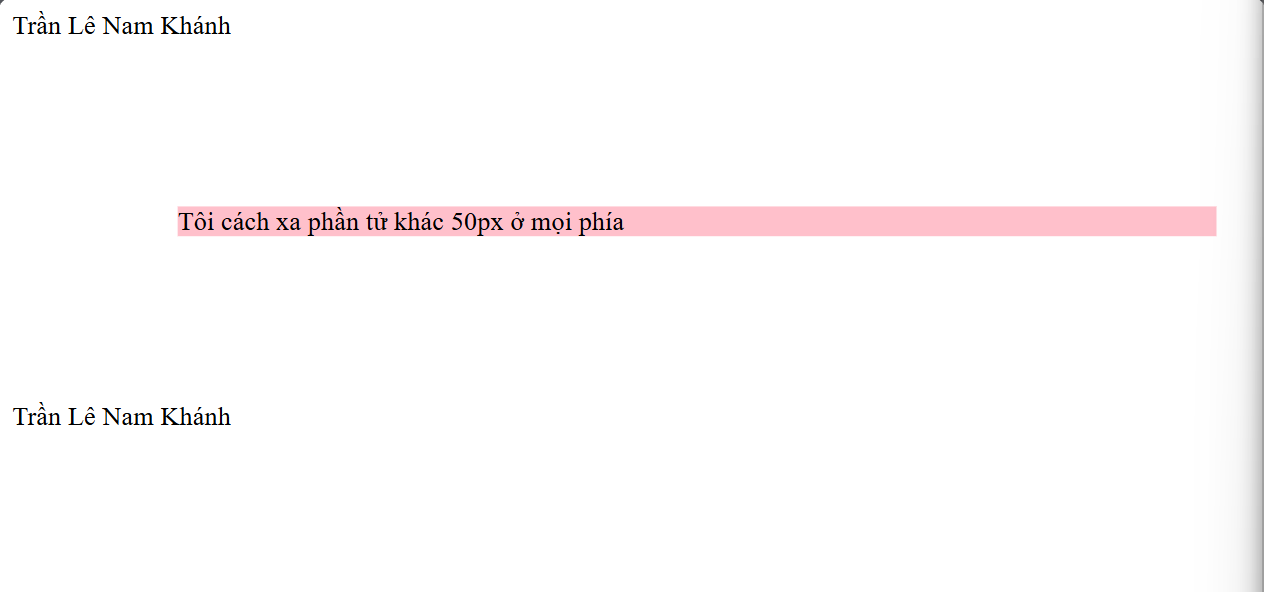 Trần Lê Nam Khánh
Tôi cách xa phần tử khác 50px ở mọi phía
Trần Lê Nam Khánh